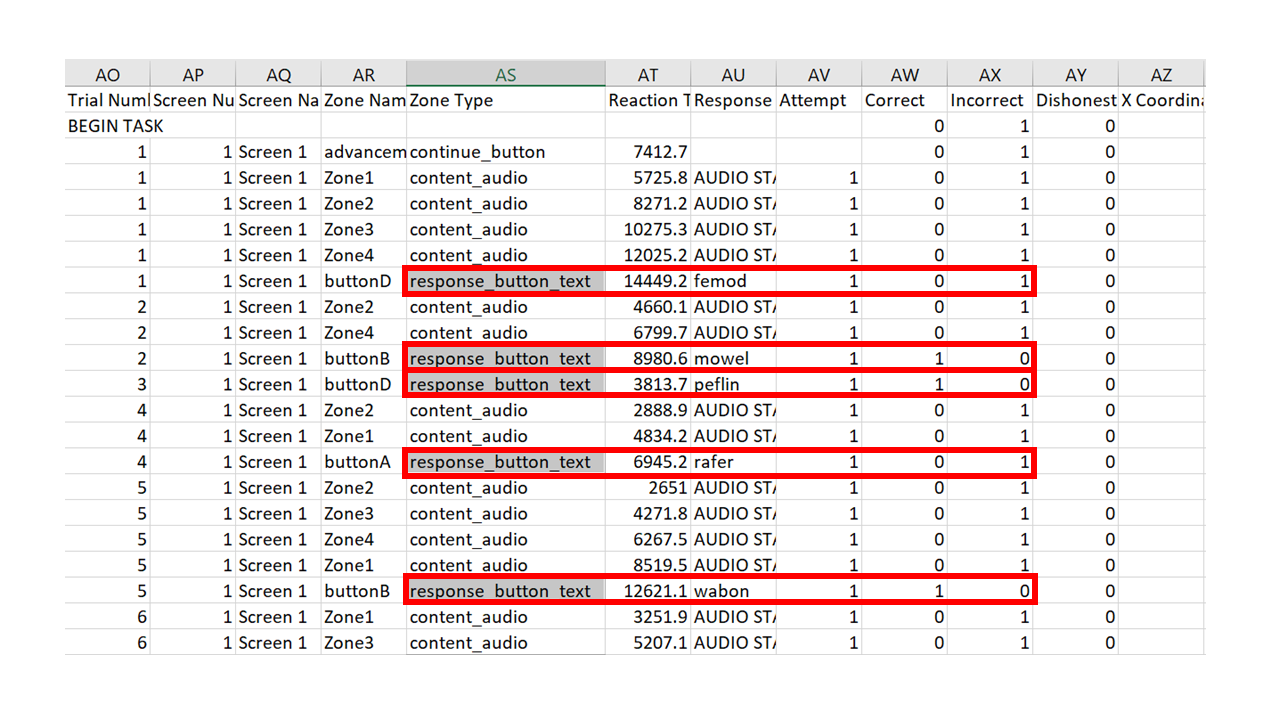 AO AP AQ AR AS AT AU AV AW AX AY AZ
Trial Numl Screen Nu Screen Na Zone Nam Zone Type Reaction T Response Attempt Correct Incorrect Dishonest X Coordina
BEGIN TASK 0 1 0
1 1 Screen 1 advancem continue_button 7412.7 0 1 0
1 1 Screen 1 Zone1 content_audio 5725.8 AUDIO STA 1 0 1 0
1 1 Screen 1 Zone2 content_audio 8271.2 AUDIO STA 1 0 1 0
1 1 Screen 1 Zone3 content_audio 10275.3 AUDIO STA 1 0 1 0
1 1 Screen 1 Zone4 content_audio 12025.2 AUDIO STA 1 0 1 0
1 1 Screen 1 buttonD response_button_text 14449.2 femod 1 0 1 0
2 1 Screen 1 Zone2 content_audio 4660.1 AUDIO STA 1 0 1 0
2 1 Screen 1 Zone4 content_audio 6799.7 AUDIO STA 1 0 1 0
2 1 Screen 1 buttonB response_button_text 8980.6 mowel 1 1 0 0
3 1 Screen 1 buttonD response_button_text 3813.7 peflin 1 1 0 0
4 1 Screen 1 Zone2 content_audio 2888.9 AUDIO STA 1 0 1 0
4 1 Screen 1 Zone1 content_audio 4834.2 AUDIO STA 1 0 1 0
4 1 Screen 1 buttonA response_button_text 6945.2 rafer 1 0 1 0
5 1 Screen 1 Zone2 content_audio 2651 AUDIO STA 1 0 1 0
5 1 Screen 1 Zone3 content_audio 4271.8 AUDIO STA 1 0 1 0
5 1 Screen 1 Zone4 content_audio 6267.5 AUDIO STA 1 0 1 0
5 1 Screen 1 Zone1 content_audio 8519.5 AUDIO STA 1 0 1 0
5 1 Screen 1 buttonB response_button_text 12621.1 wabon 1 1 0 0
6 1 Screen 1 Zone1 content_audio 3251.9 AUDIO STA 1 0 1 0
6 1 Screen 1 Zone3 content_audio 5207.1 AUDIO STA 1 0 1 0